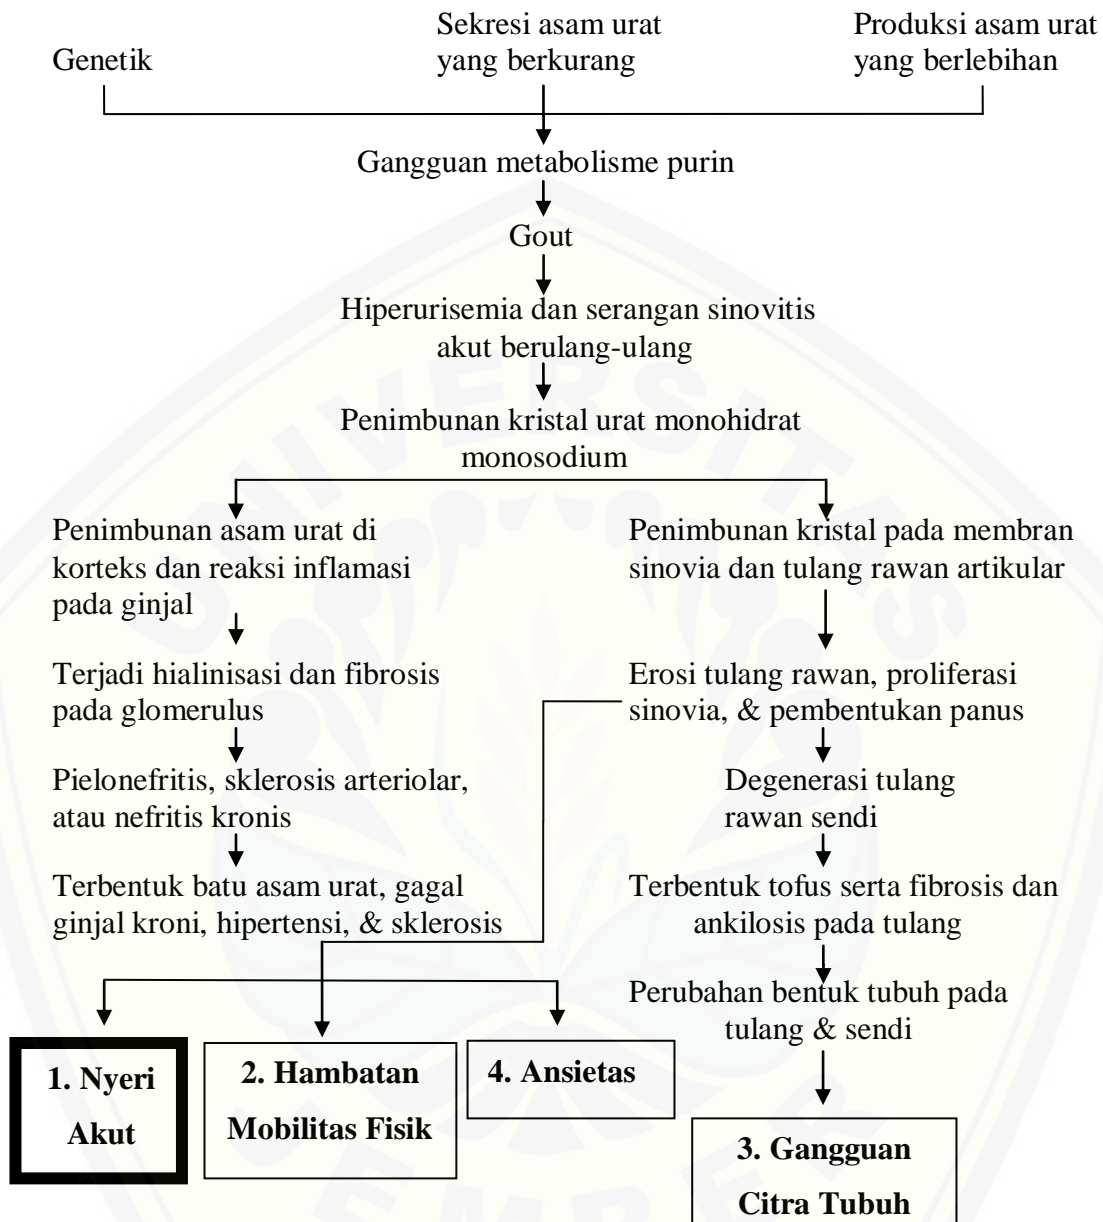 Genetik
Sekresi asam urat
yang berkurang
Produksi asam urat
yang berlebihan
Gangguan metabolisme purin
Gout
Hiperurisemia dan serangan sinovitis
akut berulang-ulang
Penimbunan kristal urat monohidrat
monosodium
Penimbunan asam urat di
korteks dan reaksi inflamasi
pada ginjal
Penimbunan kristal pada membran
sinovia dan tulang rawan artikular
Terjadi hialinisasi dan fibrosis
pada glomerulus
Erosi tulang rawan, proliferasi
sinovia, & pembentukan panus
Pielonefritis, sklerosis arteriolar,
atau nefritis kronis
Degenerasi tulang
rawan sendi
Terbentuk batu asam urat, gagal
ginjal kroni, hipertensi, & sklerosis
Terbentuk tofus serta fibrosis dan
ankilosis pada tulang
Perubahan bentuk tubuh pada
tulang & sendi
1. Nyeri
Akut
2. Hambatan
Mobilitas Fisik
4. Ansietas
3. Gangguan
Citra Tubuh
UNIVERSITAS